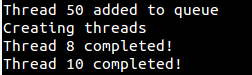 Thread 50 added to queue
Creating threads
Thread 8 completed!
Thread 10 completed!